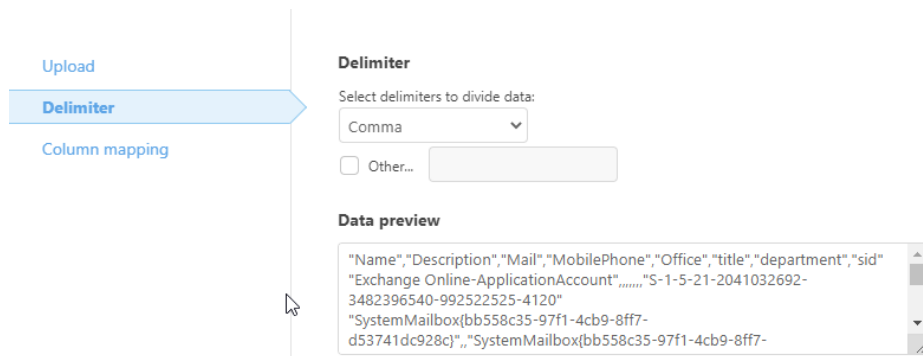 Upload
Delimiter
Column mapping
Delimiter
Select delimiters to divide data:
Comma
Other...
Data preview
"Name","Description","Mail","MobilePhone","Office","title","department","sid"
"Exchange Online-ApplicationAccount",,,,,,,"S-1-5-21-2041032692-
3482396540-992522525-4120"
"SystemMailbox{bb558c35-97f1-4cb9-8ff7-
d53741dc928c}",,"SystemMailbox{bb558c35-97f1-4cb9-8ff7-